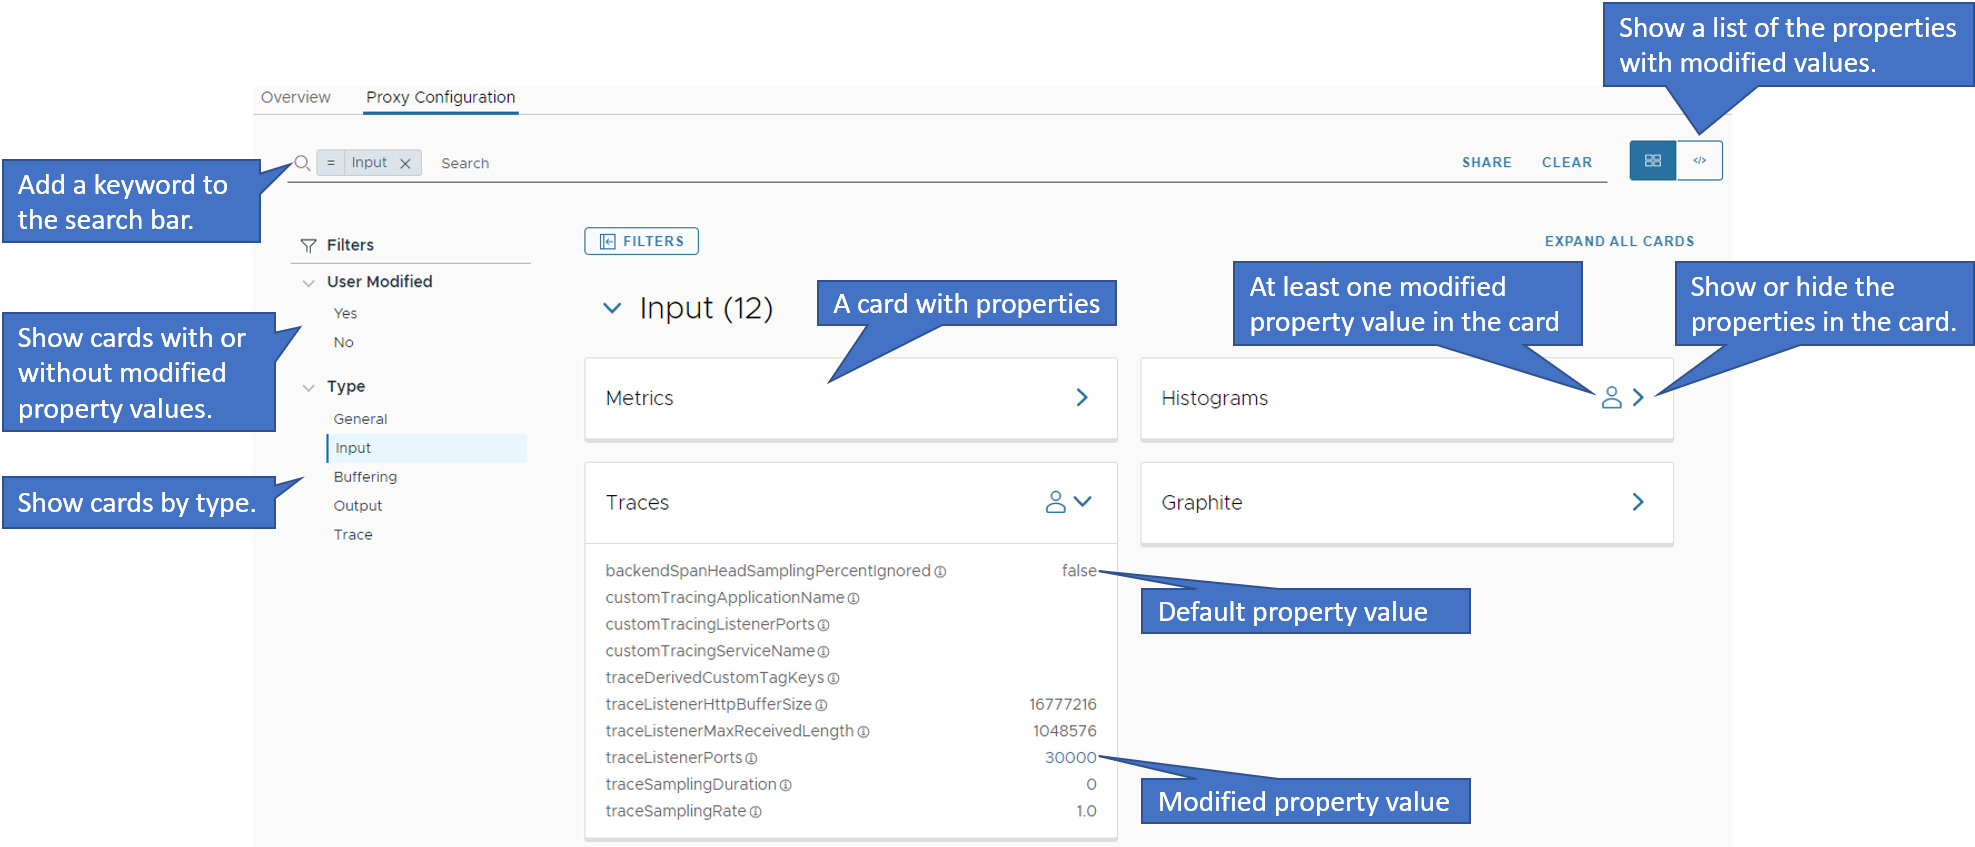 Show a list of the properties
with modified values.
Overview Proxy Configuration
= Input Search SHARE CLEAR </>
Add a keyword to
the search bar.
Filters
FILTERS
EXPAND ALL CARDS
User Modified
Yes
No
Show cards with or
without modified
property values.
Type
General
Input
Buffering
Output
Trace
Show cards by type.
Input (12)
A card with properties
At least one modified
property value in the card
Show or hide the
properties in the card.
Metrics
Histograms
Traces
Graphite
backendSpanHeadSamplingPercentIgnored false
customTracingApplicationName
customTracingListenerPorts
customTracingServiceName
traceDerivedCustomTagKeys
traceListenerHttpBufferSize 16777216
traceListenerMaxReceivedLength 1048576
traceListenerPorts 30000
traceSamplingDuration 0
traceSamplingRate 1.0
Default property value
Modified property value